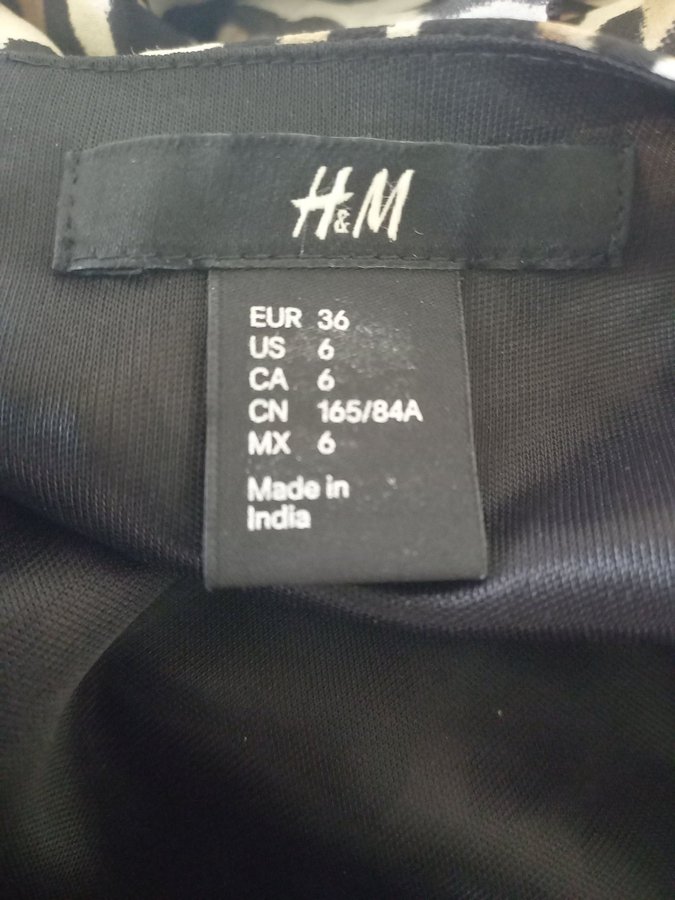 H&M
EUR 36
US 6
CA 6
CN 165/84A
MX 6
Made in
India